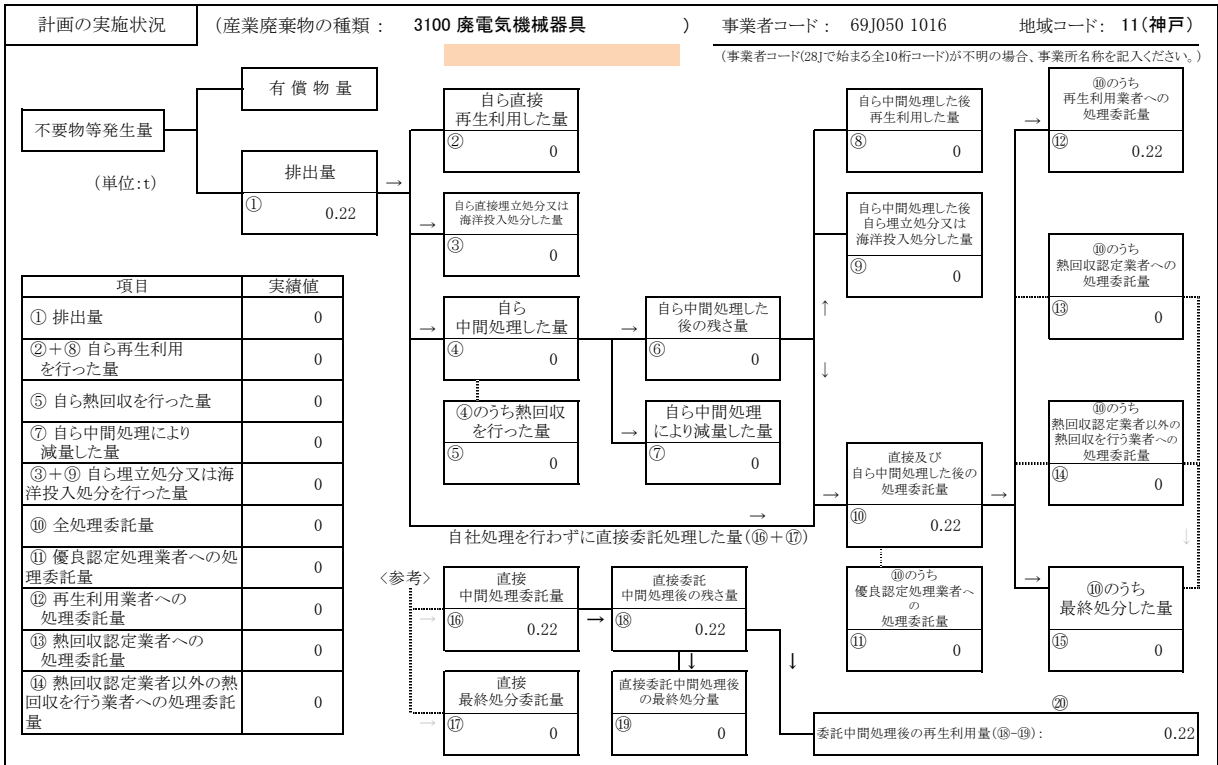 計画の実施状況
(産業廃棄物の種類： 3100 廃電気機械器具 )
事業者コード： 69J050 1016
地域コード： 11(神戸)
(事業者コード(28Jで始まる全10桁コード)が不明の場合、事業所名称を記入ください。)
不要物等発生量
有償物量
(単位:t)
排出量
① 0.22
→
自ら直接
再生利用した量
② 0
→
自ら直接埋立処分又は
海洋投入処分した量
③ 0
→
自ら
中間処理した量
④ 0
④のうち熱回収
を行った量
⑤ 0
→
自ら中間処理した
後の残さ量
⑥ 0
→
自ら中間処理
により減量した量
⑦ 0
自ら中間処理した後
再生利用した量
⑧ 0
自ら中間処理した後
自ら埋立処分又は
海洋投入処分した量
⑨ 0
↑
↓
→
直接及び
自ら中間処理した後の
処理委託量
⑩ 0.22
→
⑩のうち
優良認定処理業者へ
の
処理委託量
⑪ 0
→
⑩のうち
再生利用業者への
処理委託量
⑫ 0.22
⑩のうち
熱回収認定業者への
処理委託量
⑬ 0
⑩のうち
熱回収認定業者以外の
熱回収を行う業者への
処理委託量
⑭ 0
↓
→
⑩のうち
最終処分した量
⑮ 0
→
自社処理を行わずに直接委託処理した量(⑯＋⑰)
〈参考〉
→
直接
中間処理委託量
⑯ 0.22
→
直接委託
中間処理後の残さ量
⑱ 0.22
↓
↓
→
直接
最終処分委託量
⑰ 0
直接委託中間処理後
の最終処分量
⑲ 0
⑳
委託中間処理後の再生利用量(⑱-⑲)： 0.22
項目 実績値
① 排出量 0
②＋⑧ 自ら再生利用
を行った量 0
⑤ 自ら熱回収を行った量 0
⑦ 自ら中間処理により
減量した量 0
③＋⑨ 自ら埋立処分又は海
洋投入処分を行った量 0
⑩ 全処理委託量 0
⑪ 優良認定処理業者への処
理委託量 0
⑫ 再生利用業者への
処理委託量 0
⑬ 熱回収認定業者への
処理委託量 0
⑭ 熱回収認定業者以外の熱
回収を行う業者への処理委託
量 0